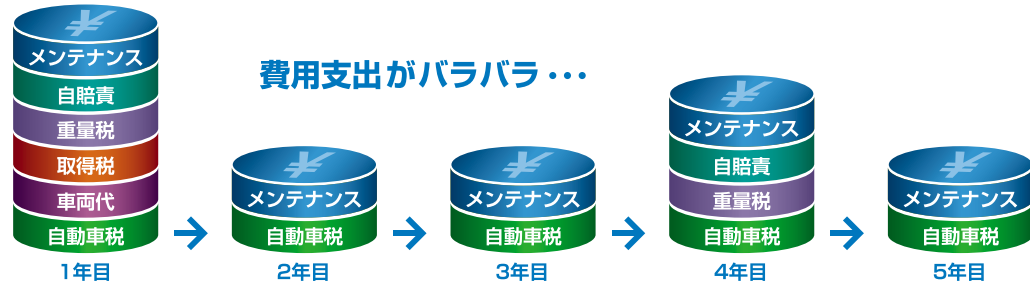 費用支出がバラバラ・・・
¥
メンテナンス
自賠責
重量税
取得税
車両代
自動車税
1年目
¥
メンテナンス
自動車税
2年目
¥
メンテナンス
自動車税
3年目
¥
メンテナンス
自賠責
重量税
自動車税
4年目
¥
メンテナンス
自動車税
5年目